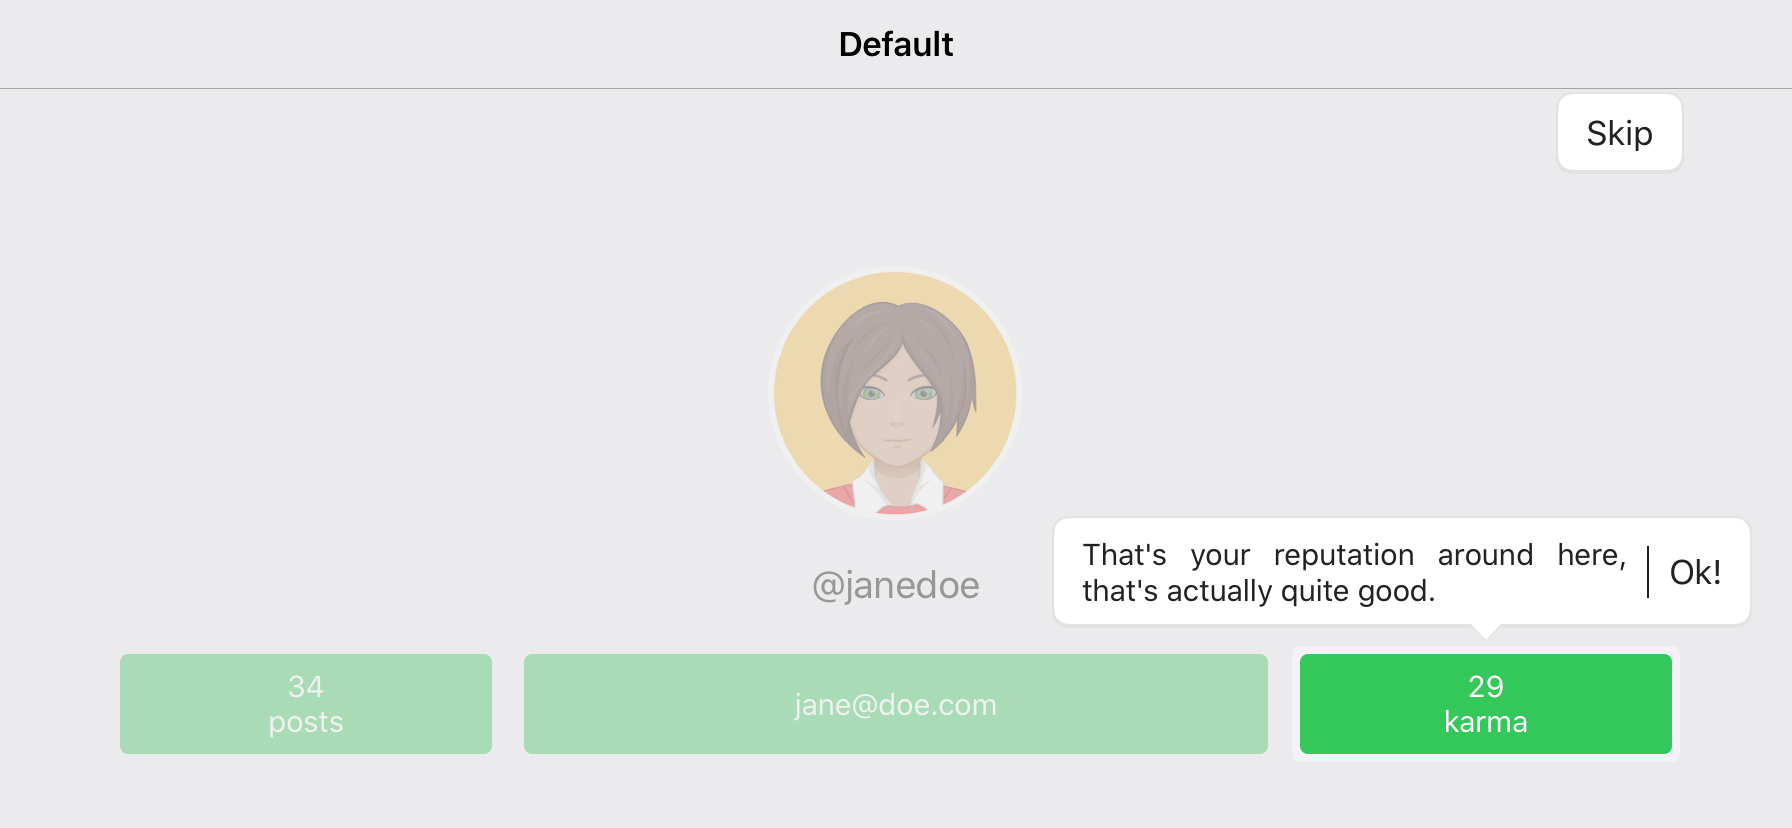 Default
Skip
@janedoe
That's your reputation around here,
that's actually quite good.
Ok!
34
posts
jane@doe.com
29
karma